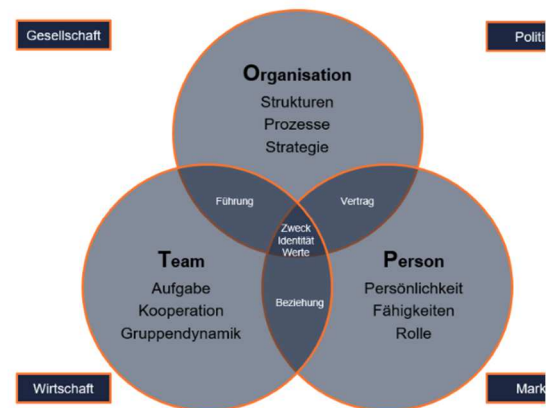 Gesellschaft
Politi
Organisation
Strukturen
Prozesse
Strategie
Führung
Vertrag
Zweck
Identität
Werte
Team
Aufgabe
Kooperation
Gruppendynamik
Beziehung
Person
Persönlichkeit
Fähigkeiten
Rolle
Wirtschaft
Mark